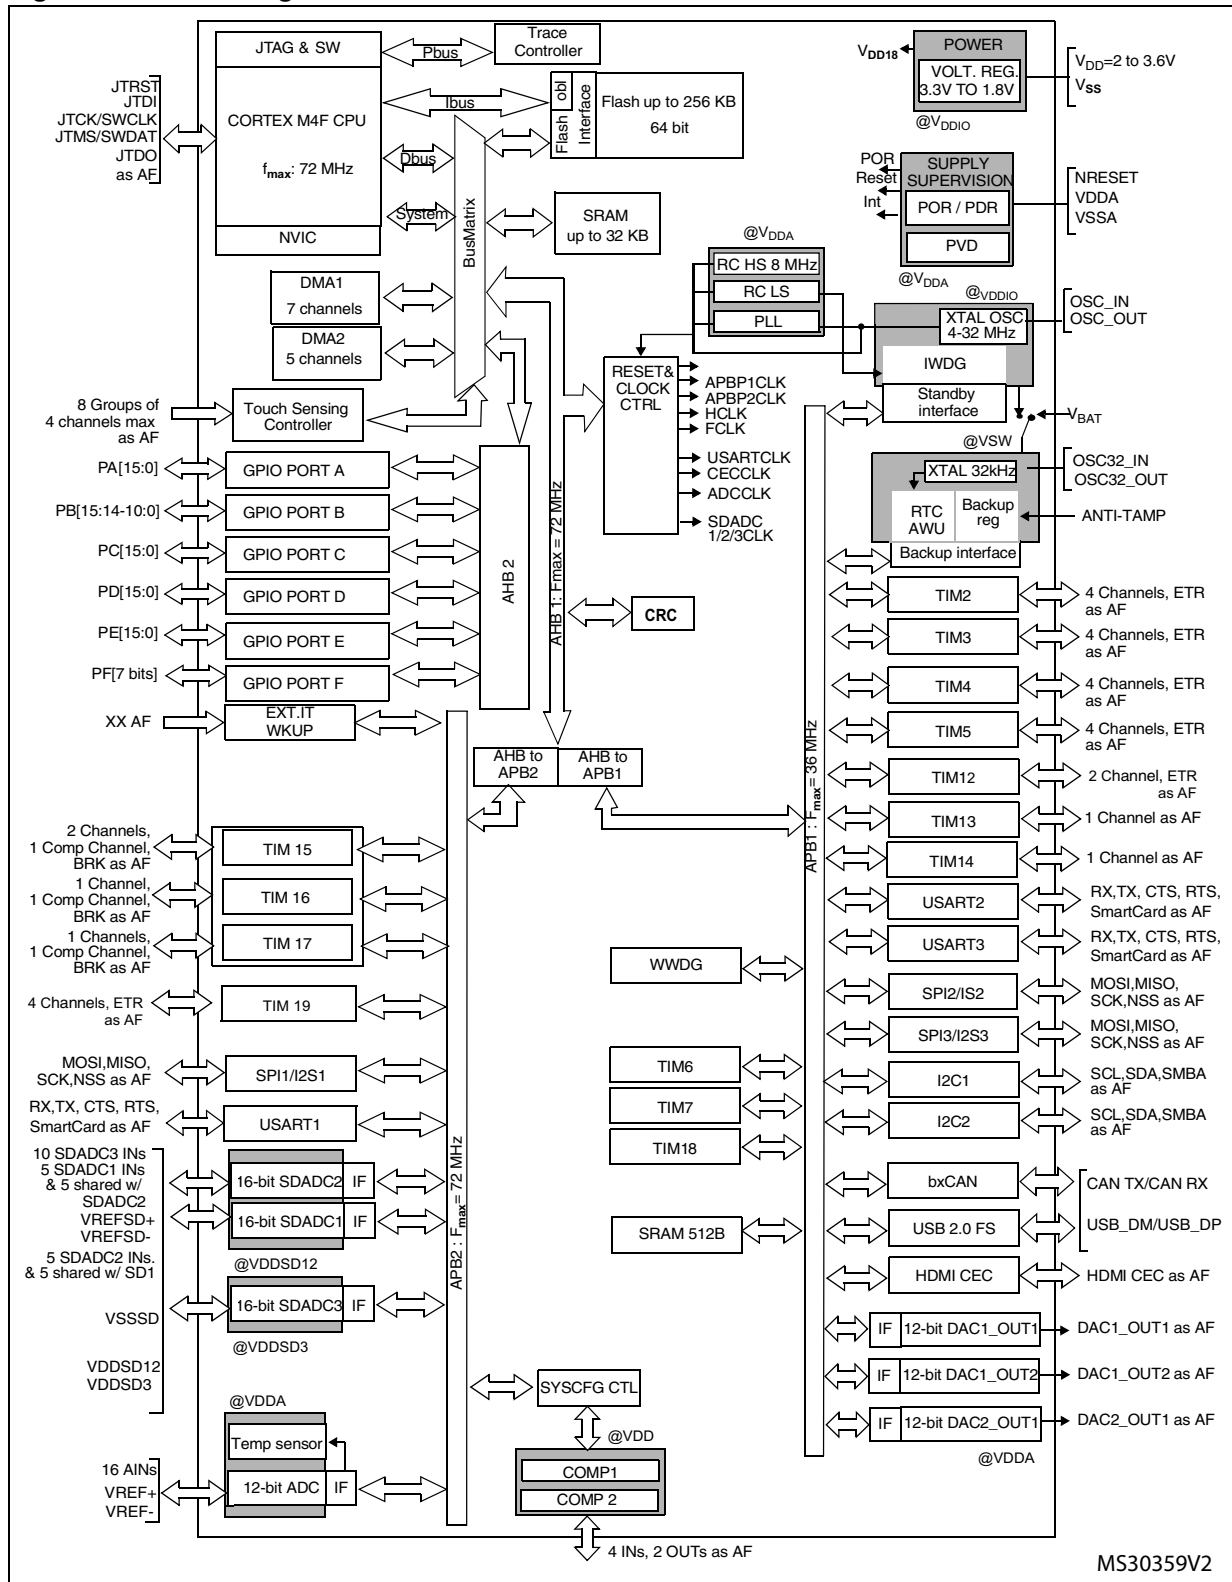 JTAG & SW
Pbus
Trace
Controller
JTRST
JTDI
JTCK/SWCLK
JTMS/SWDAT
JTDO
as AF
CORTEX M4F CPU
fmax: 72 MHz
NVIC
Ibus
Dbus
System
BusMatrix
Flash obl
Interface
Flash up to 256 KB
64 bit
SRAM
up to 32 KB
VDD18
POWER
VOLT. REG.
3.3V TO 1.8V
@VDDIO
VDD=2 to 3.6V
VSS
POR
Reset
Int
SUPPLY
SUPERVISION
POR / PDR
PVD
@VDDA
NRESET
VDDA
VSSA
@VDDA
RC HS 8 MHz
RC LS
PLL
@VDDIO
XTAL OSC
4-32 MHz
IWDG
Standby
interface
OSC_IN
OSC_OUT
VBAT
@VSW
XTAL 32kHz
RTC
AWU
Backup
reg
Backup interface
OSC32_IN
OSC32_OUT
ANTI-TAMP
DMA1
7 channels
DMA2
5 channels
8 Groups of
4 channels max
as AF
Touch Sensing
Controller
RESET&
CLOCK
CTRL
APBP1CLK
APBP2CLK
HCLK
FCLK
USARTCLK
CECCLK
ADCCLK
SDADC
1/2/3CLK
PA[15:0]
GPIO PORT A
PB[15:14-10:0]
GPIO PORT B
PC[15:0]
GPIO PORT C
PD[15:0]
GPIO PORT D
PE[15:0]
GPIO PORT E
PF[7 bits]
GPIO PORT F
AHB 2
AHB 1: Fmax = 72 MHz
CRC
XX AF
EXT.IT
WKUP
AHB to
APB2
AHB to
APB1
APB2 : Fmax= 72 MHz
APB1 : Fmax= 36 MHz
2 Channels,
1 Comp Channel,
BRK as AF
TIM 15
1 Channel,
1 Comp Channel,
BRK as AF
TIM 16
1 Channels,
1 Comp Channel,
BRK as AF
TIM 17
4 Channels, ETR
as AF
TIM 19
MOSI,MISO,
SCK,NSS as AF
SPI1/I2S1
RX,TX, CTS, RTS,
SmartCard as AF
USART1
10 SDADC3 INs
5 SDADC1 INs
& 5 shared w/
SDADC2
VREFSD+
VREFSD-
5 SDADC2 INs.
& 5 shared w/ SD1
VSSSD
VDDSD12
VDDSD3
16-bit SDADC2 IF
16-bit SDADC1 IF
@VDDSD12
16-bit SDADC3 IF
@VDDSD3
@VDDA
Temp sensor
12-bit ADC IF
16 AINs
VREF+
VREF-
WWDG
TIM6
TIM7
TIM18
SRAM 512B
SYSCFG CTL
@VDD
COMP1
COMP 2
4 INs, 2 OUTs as AF
TIM2
4 Channels, ETR
as AF
TIM3
4 Channels, ETR
as AF
TIM4
4 Channels, ETR
as AF
TIM5
4 Channels, ETR
as AF
TIM12
2 Channel, ETR
as AF
TIM13
1 Channel as AF
TIM14
1 Channel as AF
USART2
RX,TX, CTS, RTS,
SmartCard as AF
USART3
RX,TX, CTS, RTS,
SmartCard as AF
SPI2/IS2
MOSI,MISO,
SCK,NSS as AF
SPI3/I2S3
MOSI,MISO,
SCK,NSS as AF
I2C1
SCL,SDA,SMBA
as AF
I2C2
SCL,SDA,SMBA
as AF
bxCAN
CAN TX/CAN RX
USB 2.0 FS
USB_DM/USB_DP
HDMI CEC
HDMI CEC as AF
IF 12-bit DAC1_OUT1
DAC1_OUT1 as AF
IF 12-bit DAC1_OUT2
DAC1_OUT2 as AF
IF 12-bit DAC2_OUT1
DAC2_OUT1 as AF
@VDDA
MS30359V2